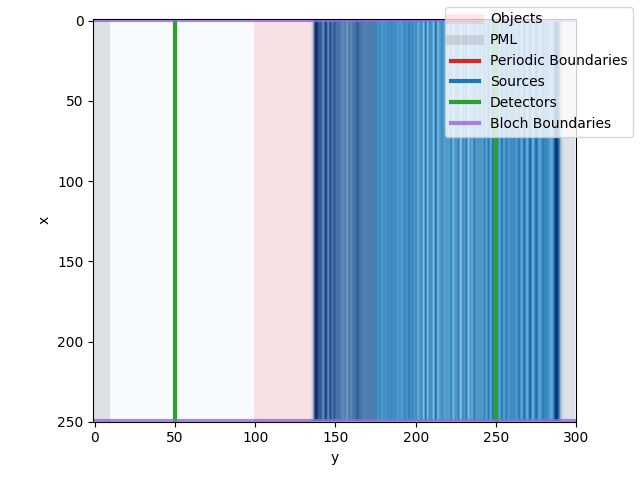 Objects
PML
Periodic Boundaries
Sources
Detectors
Bloch Boundaries
0
50
100
150
200
250
x
0
50
100
150
200
250
300
y